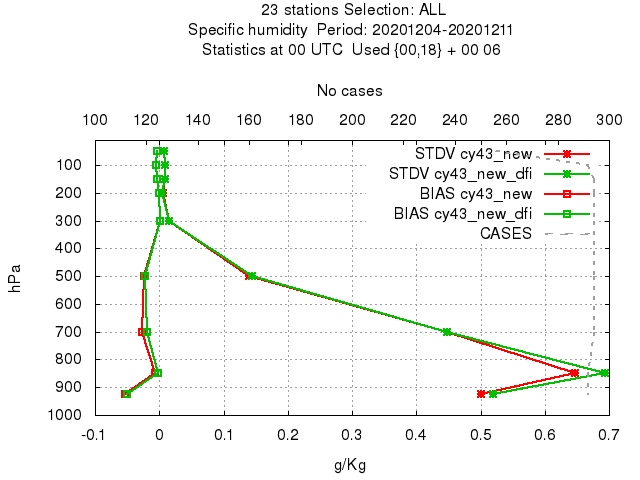 23 stations Selection: ALL
Specific humidity  Period: 20201204-20201211
Statistics at 00 UTC  Used {00,18} + 00 06
No cases
100 120 140 160 180 200 220 240 260 280 300
STDV cy43_new
STDV cy43_new_dfi
BIAS cy43_new
BIAS cy43_new_dfi
CASES
100
200
300
400
500
600
700
800
900
1000
hPa
-0.1 0 0.1 0.2 0.3 0.4 0.5 0.6 0.7
g/Kg